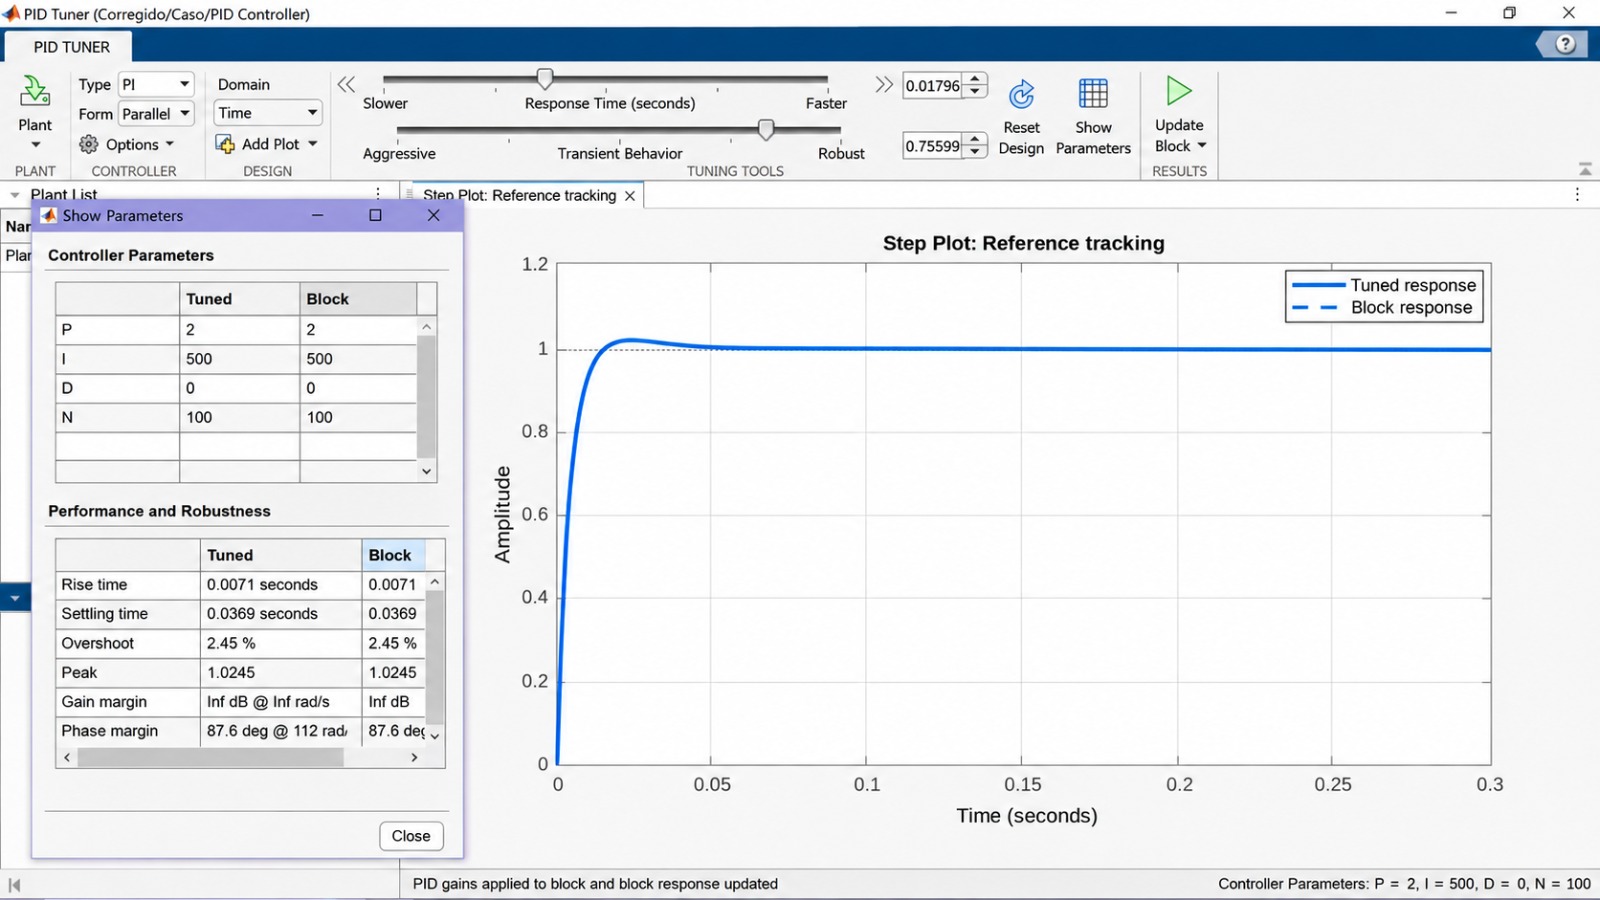 PID Tuner (Corregido/Caso/PID Controller)
PID TUNER
Plant
PLANT
Type PI
Form Parallel
Options
CONTROLLER
Domain
Time
Add Plot
DESIGN
Slower Response Time (seconds) Faster
0.01796
Aggressive Transient Behavior Robust
0.75599
TUNING TOOLS
Reset
Design
Show
Parameters
Update
Block
RESULTS
Plant List
Step Plot: Reference tracking
Show Parameters
Controller Parameters
Tuned Block
P 2 2
I 500 500
D 0 0
N 100 100
Performance and Robustness
Tuned Block
Rise time 0.0071 seconds 0.0071
Settling time 0.0369 seconds 0.0369
Overshoot 2.45 % 2.45 %
Peak 1.0245 1.0245
Gain margin Inf dB @ Inf rad/s Inf dB
Phase margin 87.6 deg @ 112 rad/ 87.6 deg
Close
Step Plot: Reference tracking
Tuned response
Block response
Amplitude
1.2
1
0.8
0.6
0.4
0.2
0
0 0.05 0.1 0.15 0.2 0.25 0.3
Time (seconds)
PID gains applied to block and block response updated
Controller Parameters: P = 2, I = 500, D = 0, N = 100